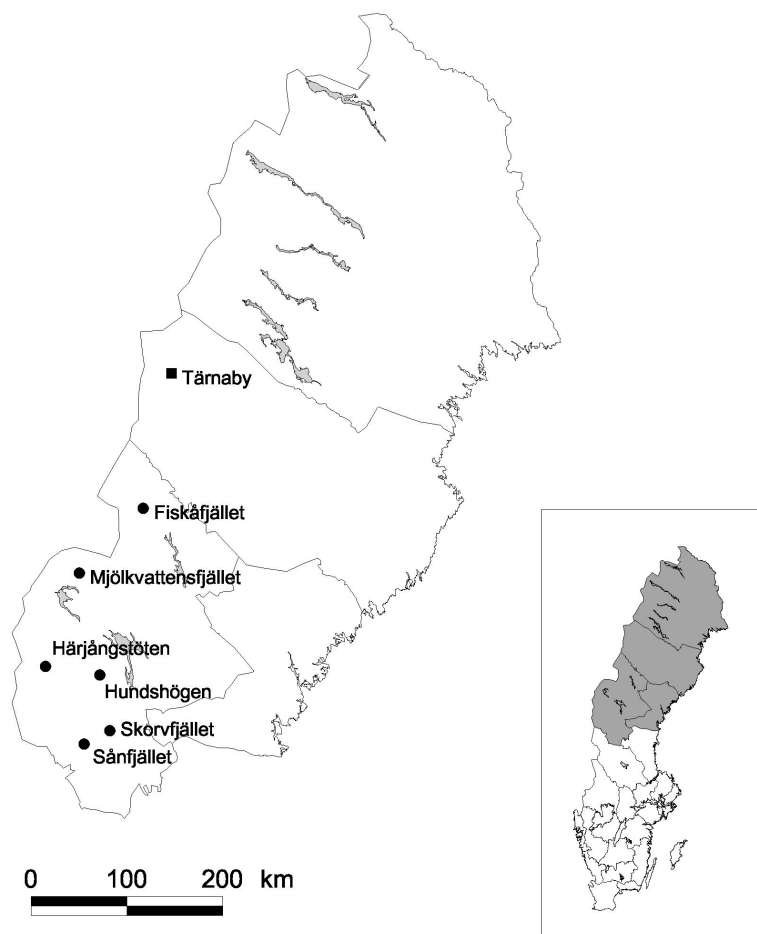 Tärnaby
Fiskåfjället
Mjölkvattensfjället
Härjångstöten
Hundshögen
Skorvfjället
Sånfjället
0 100 200 km